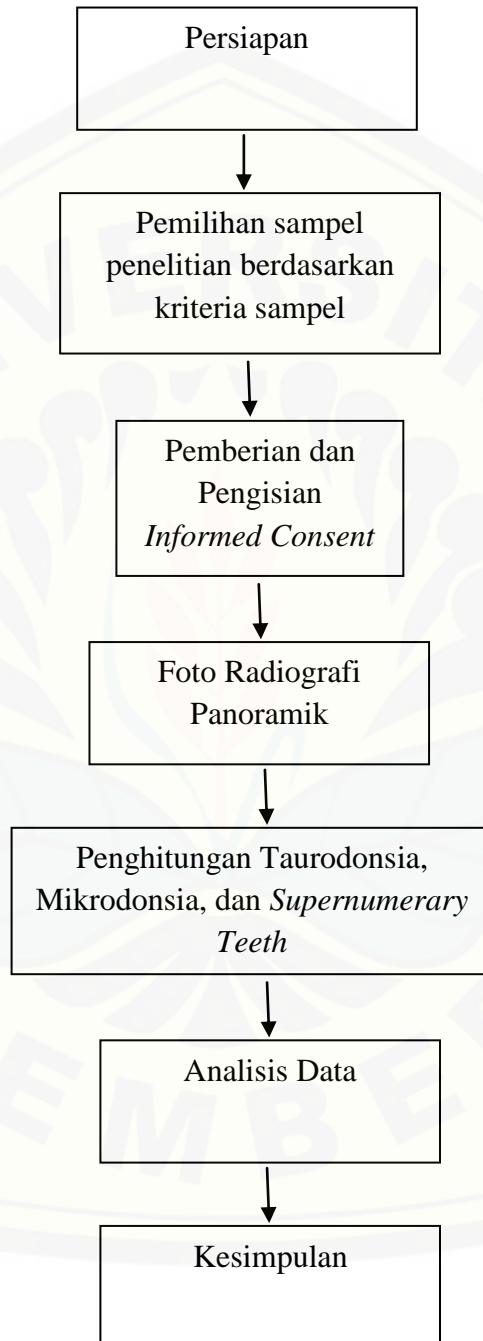 Persiapan
Pemilihan sampel
penelitian berdasarkan
kriteria sampel
Pemberian dan
Pengisian
Informed Consent
Foto Radiografi
Panoramik
Penghitungan Taurodonsia,
Mikrodonsia, dan Supernumerary
Teeth
Analisis Data
Kesimpulan